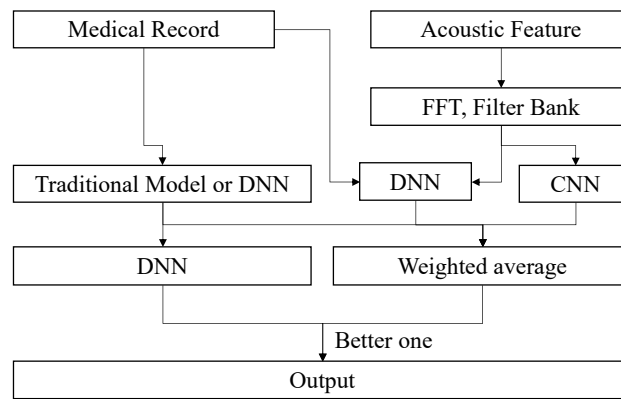 Medical Record
Acoustic Feature
FFT, Filter Bank
Traditional Model or DNN
DNN
CNN
DNN
Weighted average
Better one
Output